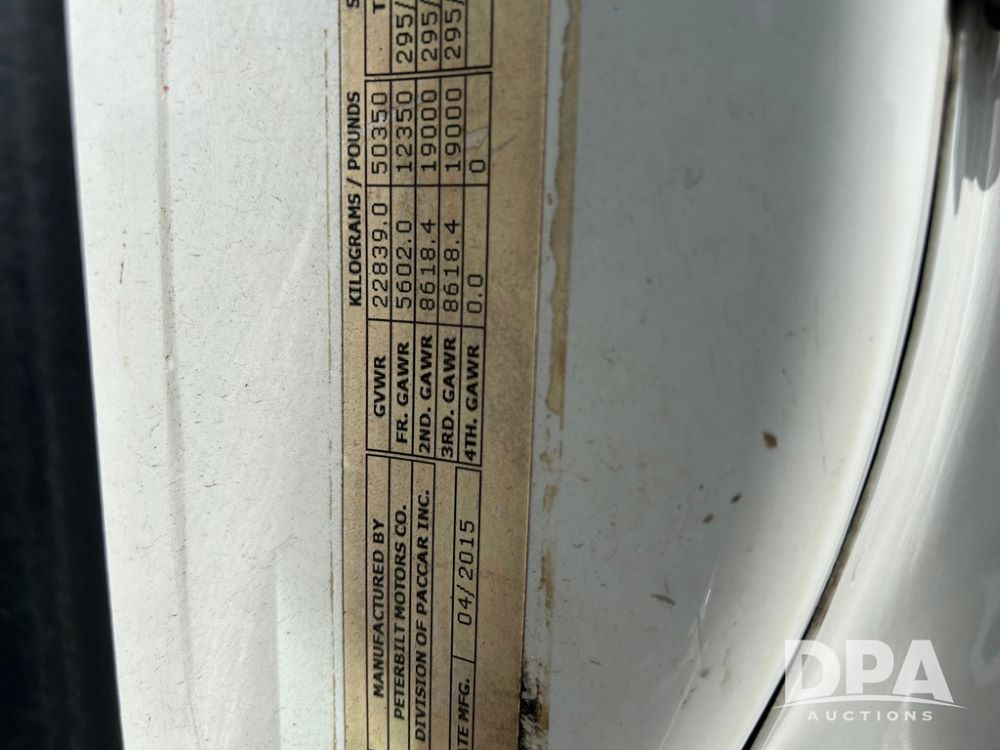 MANUFACTURED BY
PETERBILT MOTORS CO.
DIVISION OF PACCAR INC.
MFG. 04/2015
KILOGRAMS / POUNDS
GVWR 22839.0 50350 295/
FR. GAWR 5602.0 12350 295/
2ND. GAWR 8618.4 19000 295/
3RD. GAWR 8618.4 19000
4TH. GAWR 0.0 0
DPA
AUCTIONS